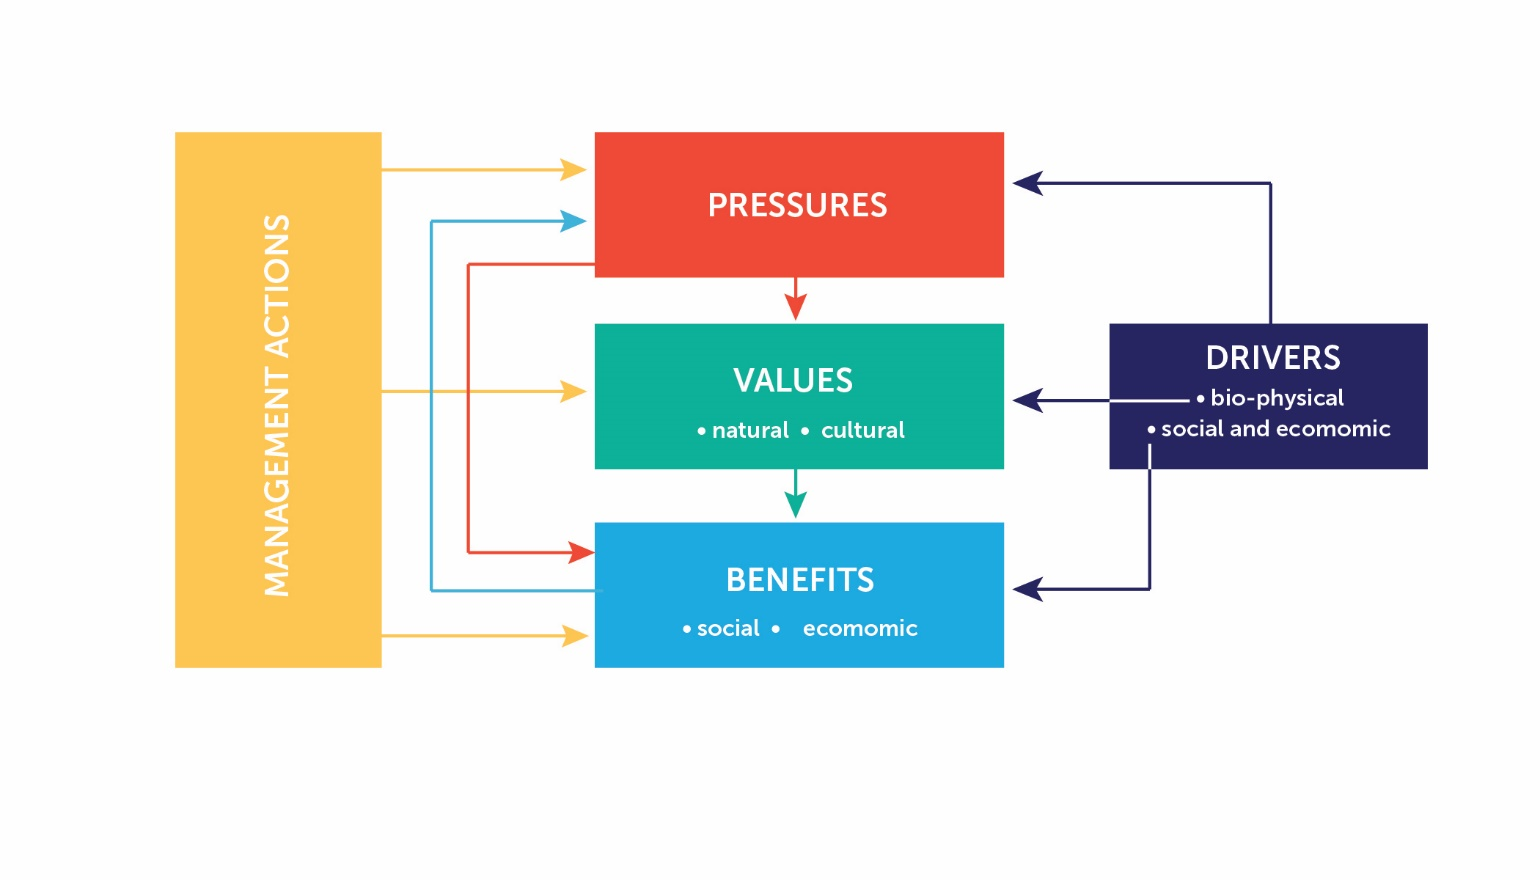 MANAGEMENT ACTIONS
PRESSURES
VALUES
• natural • cultural
BENEFITS
• social • ecomomic
DRIVERS
• bio-physical
• social and ecomomic